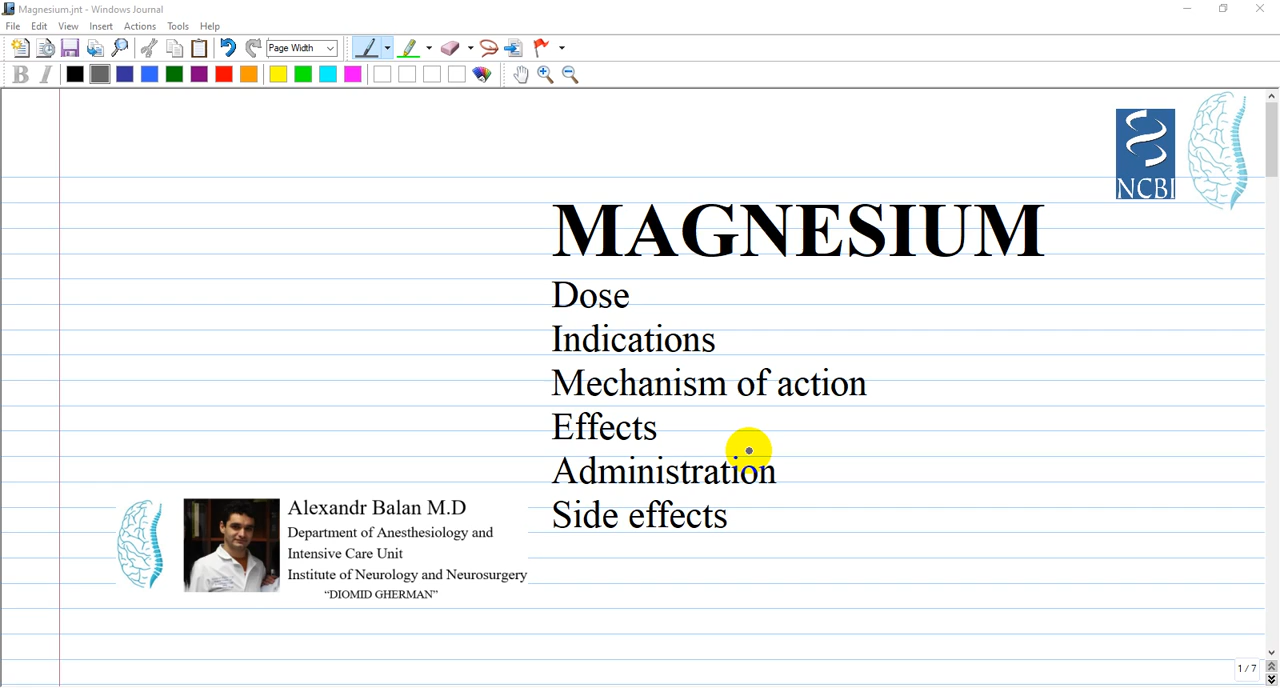 Magnesium.jnt - Windows Journal
File Edit View Insert Actions Tools Help
Page Width
B I
NCBI
MAGNESIUM
Dose
Indications
Mechanism of action
Effects
Administration
Side effects
Alexandr Balan M.D
Department of Anesthesiology and
Intensive Care Unit
Institute of Neurology and Neurosurgery
“DIOMID GHERMAN”
1 / 7